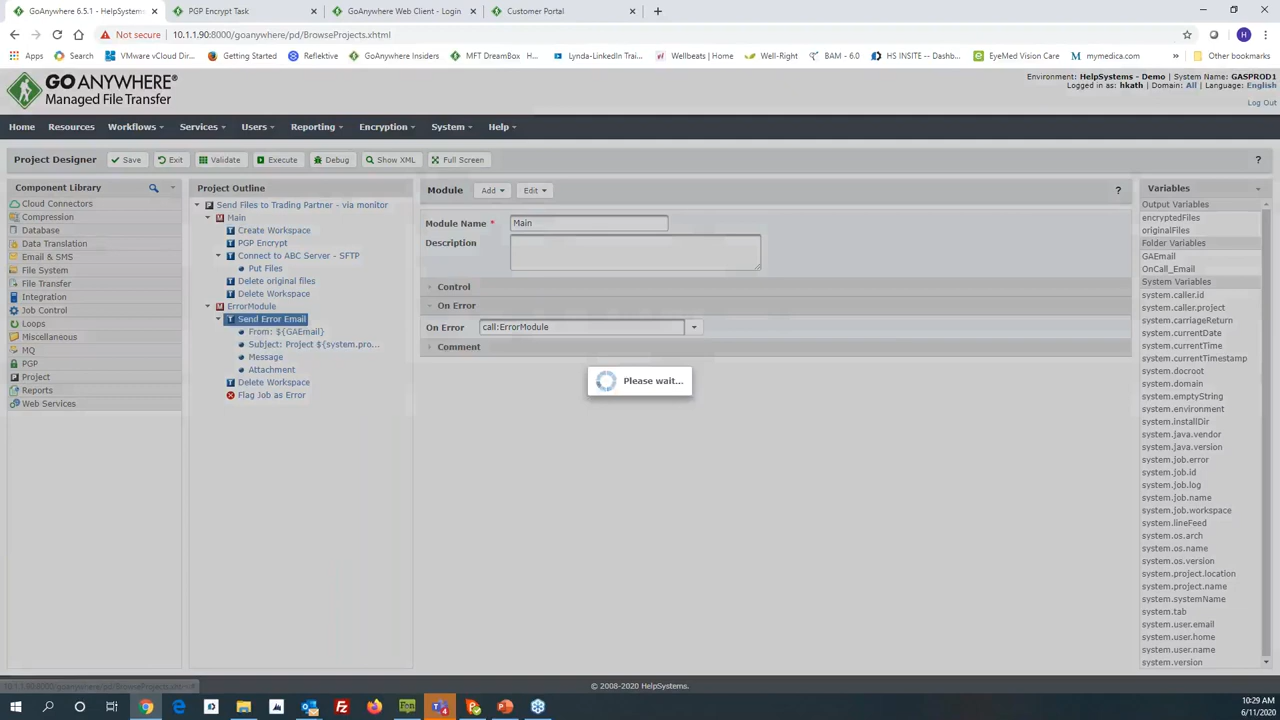 GoAnywhere 6.5.1 - HelpSystems
PGP Encrypt Task
GoAnywhere Web Client - Login
Customer Portal
Not secure
10.1.1.90:8000/goanywhere/pd/BrowseProjects.xhtml
H
Apps
Search
VMware vCloud Dir...
Getting Started
Reflektive
GoAnywhere Insiders
MFT DreamBox H...
Lynda-LinkedIn Trai...
Wellbeats | Home
Well-Right
BAM - 6.0
HS INSITE -- Dashb...
EyeMed Vision Care
mymedica.com
»
Other bookmarks
GOANYWHERE®
Managed File Transfer
Environment: HelpSystems - Demo | System Name: GASPROD1
Logged in as: hkath | Domain: All | Language: English
Log Out
Home
Resources
Workflows
Services
Users
Reporting
Encryption
System
Help
Project Designer
Save
Exit
Validate
Execute
Debug
Show XML
Full Screen
?
Component Library
Cloud Connectors
Compression
Database
Data Translation
Email & SMS
File System
File Transfer
Integration
Job Control
Loops
Miscellaneous
MQ
PGP
Project
Reports
Web Services
Project Outline
Send Files to Trading Partner - via monitor
Main
Create Workspace
PGP Encrypt
Connect to ABC Server - SFTP
Put Files
Delete original files
Delete Workspace
ErrorModule
Send Error Email
From: ${GAEmail}
Subject: Project ${system.pro...
Message
Attachment
Delete Workspace
Flag Job as Error
Module
Add
Edit
?
Module Name *
Main
Description
Control
On Error
On Error
call:ErrorModule
Comment
Please wait...
Variables
Output Variables
encryptedFiles
originalFiles
Folder Variables
GAEmail
OnCall_Email
System Variables
system.caller.id
system.caller.project
system.carriageReturn
system.currentDate
system.currentTime
system.currentTimestamp
system.docroot
system.domain
system.emptyString
system.environment
system.installDir
system.java.vendor
system.java.version
system.job.error
system.job.id
system.job.log
system.job.name
system.job.workspace
system.lineFeed
system.os.arch
system.os.name
system.os.version
system.project.location
system.project.name
system.systemName
system.tab
system.user.email
system.user.home
system.user.name
system.version
10.1.1.90:8000/goanywhere/pd/BrowseProjects.xhtml#
© 2008-2020 HelpSystems.
10:29 AM
6/11/2020